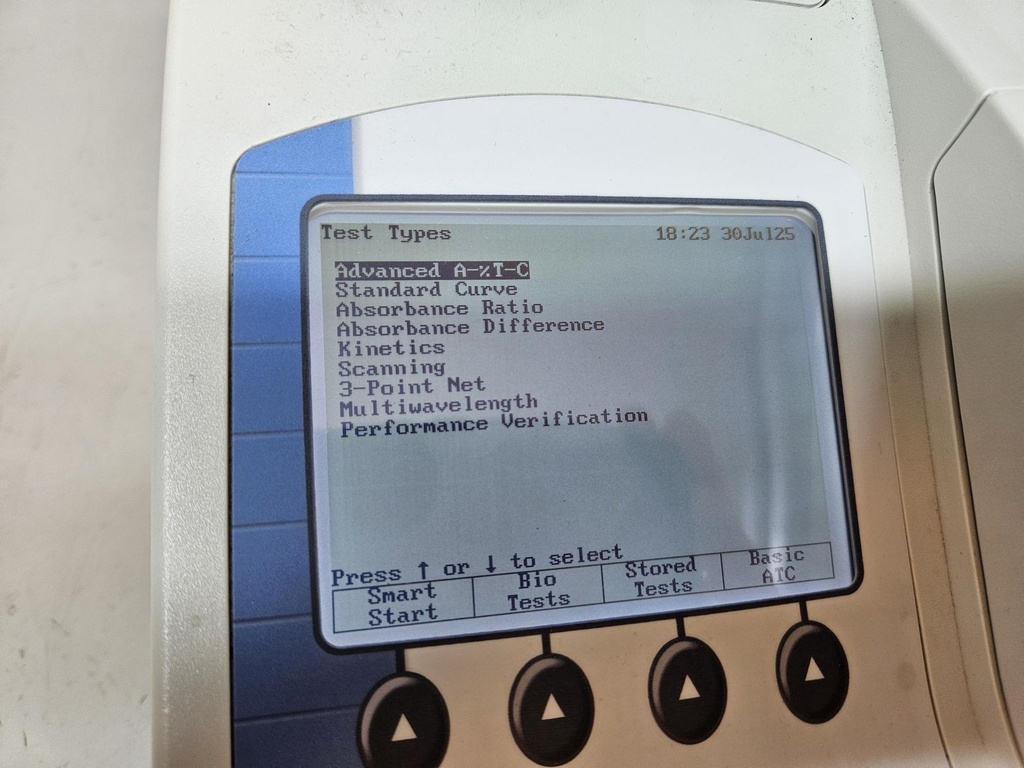 Test Types 18:23 30Jul25
Advanced A-%T-C
Standard Curve
Absorbance Ratio
Absorbance Difference
Kinetics
Scanning
3-Point Net
Multiwavelength
Performance Verification
Press ↑ or ↓ to select
Smart Start
Bio Tests
Stored Tests
Basic ATC